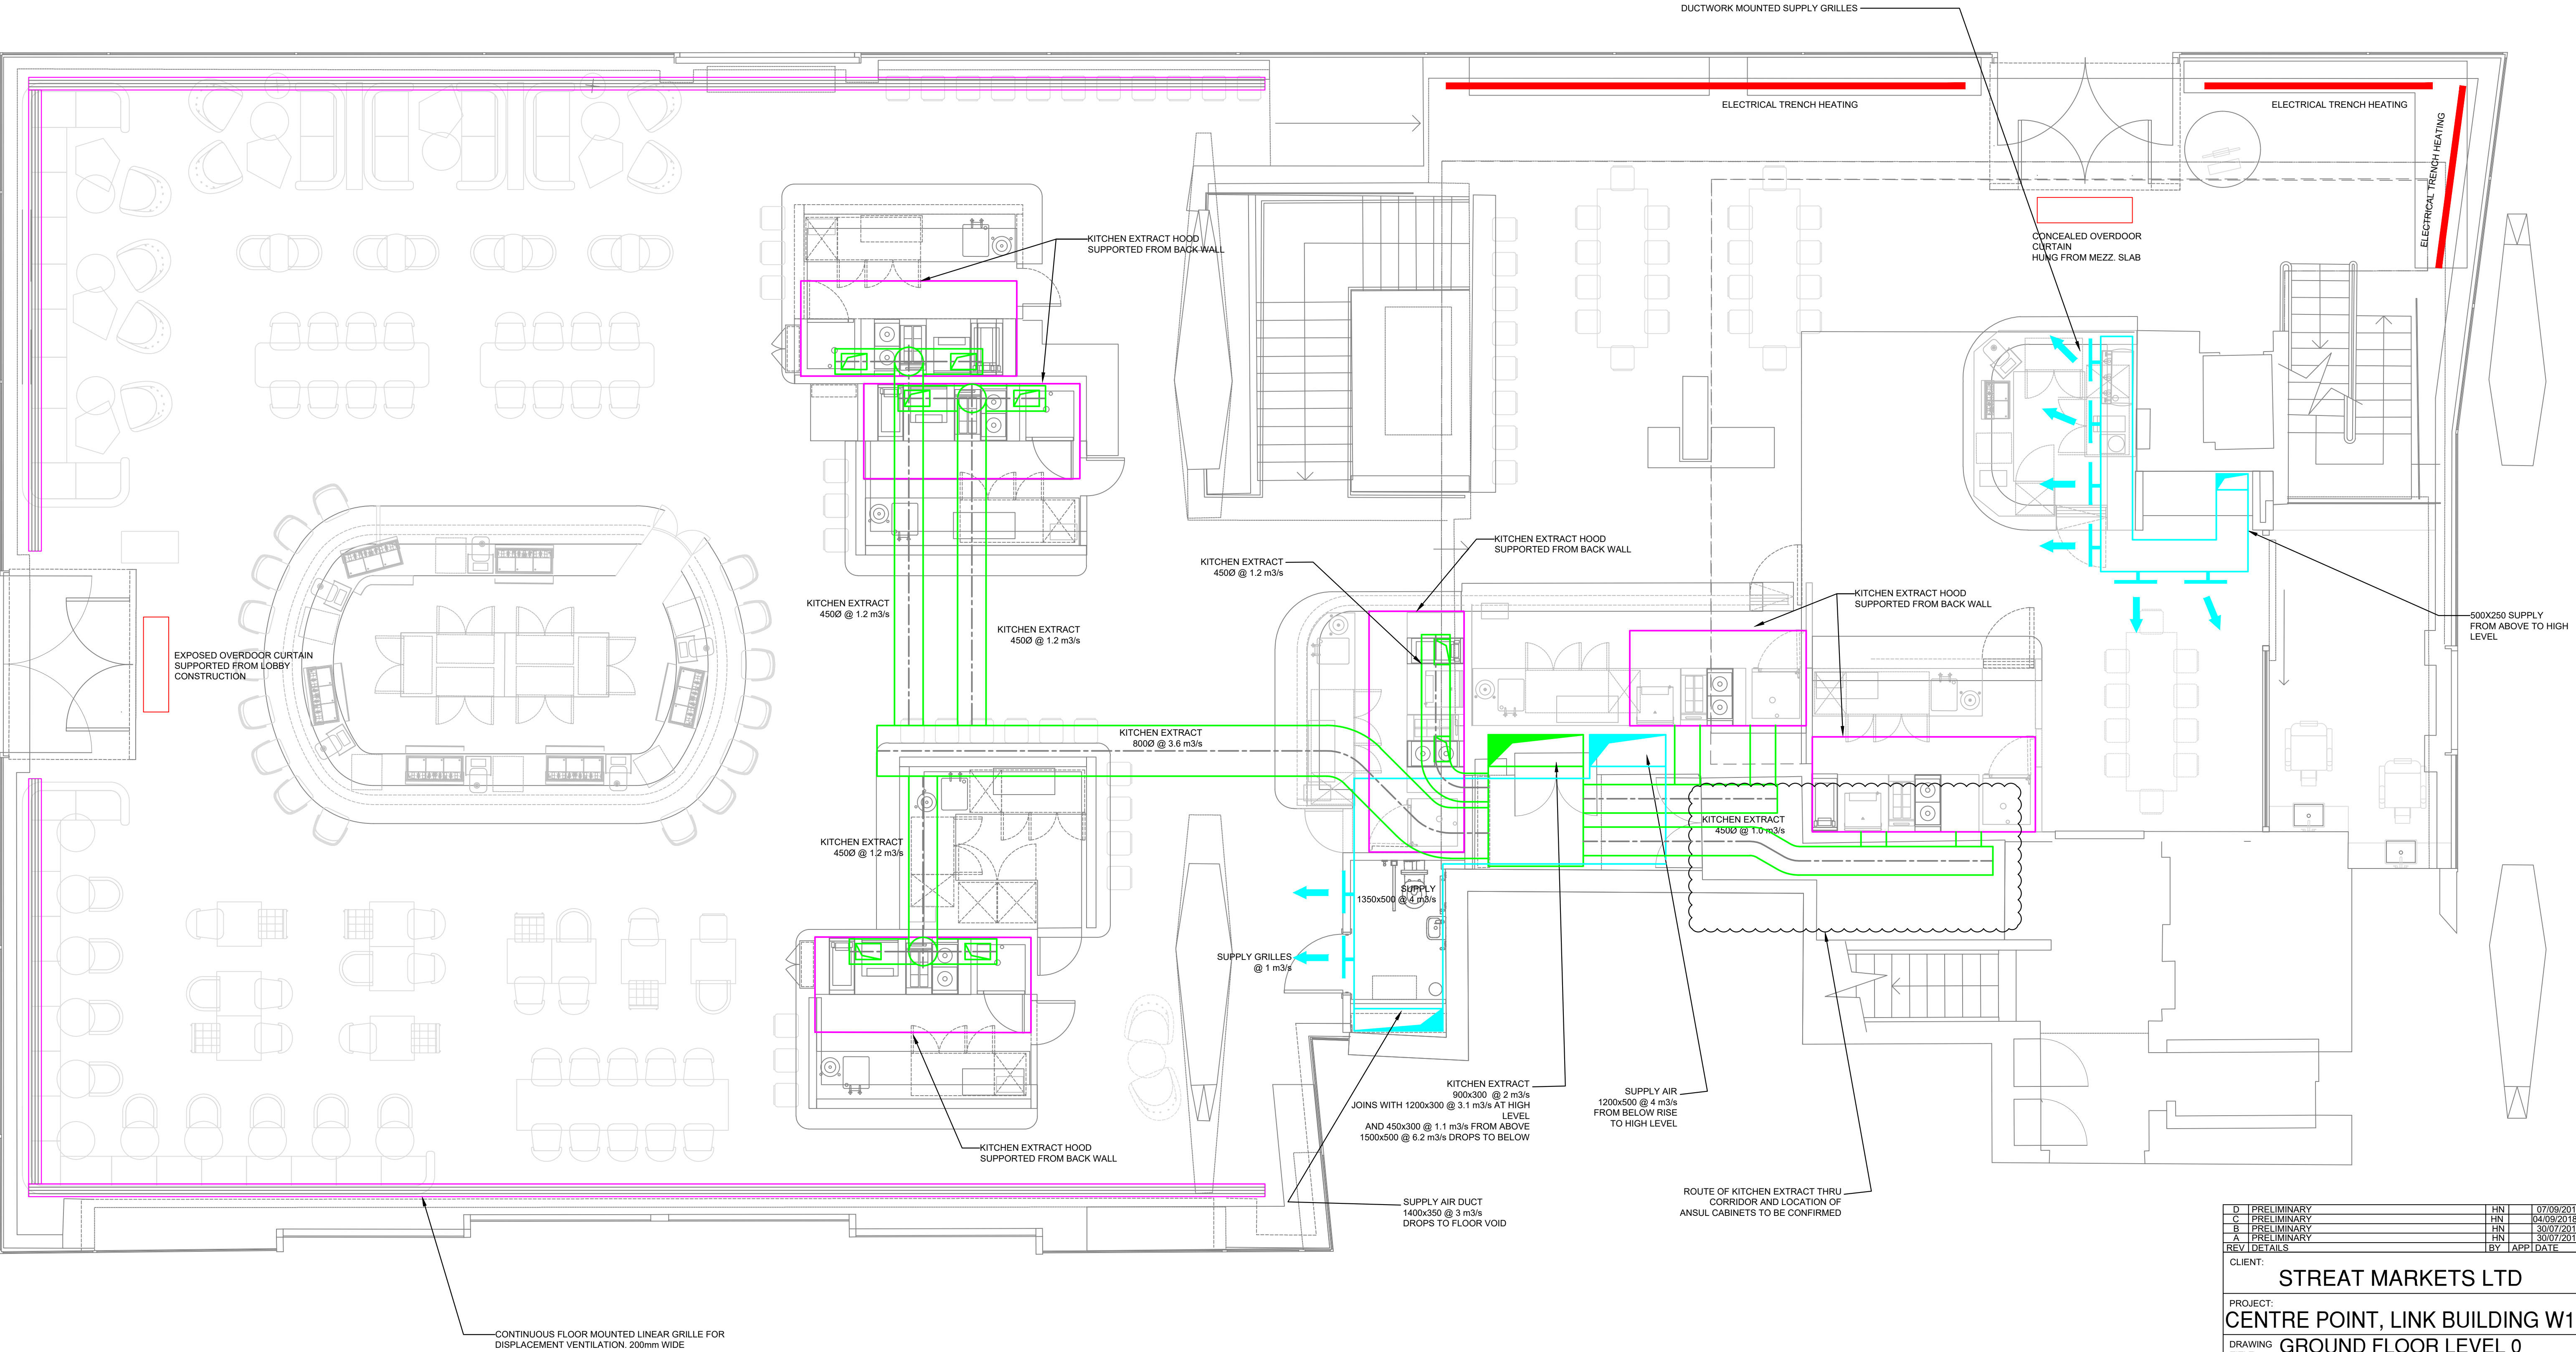 DUCTWORK MOUNTED SUPPLY GRILLES
ELECTRICAL TRENCH HEATING
ELECTRICAL TRENCH HEATING
ELECTRICAL TRENCH HEATING
CONCEALED OVERDOOR
CURTAIN
HUNG FROM MEZZ. SLAB
KITCHEN EXTRACT HOOD
SUPPORTED FROM BACK WALL
KITCHEN EXTRACT HOOD
SUPPORTED FROM BACK WALL
KITCHEN EXTRACT
450Ø @ 1.2 m3/s
KITCHEN EXTRACT HOOD
SUPPORTED FROM BACK WALL
KITCHEN EXTRACT
450Ø @ 1.2 m3/s
KITCHEN EXTRACT
450Ø @ 1.2 m3/s
500X250 SUPPLY
FROM ABOVE TO HIGH
LEVEL
EXPOSED OVERDOOR CURTAIN
SUPPORTED FROM LOBBY
CONSTRUCTION
KITCHEN EXTRACT
800Ø @ 3.6 m3/s
KITCHEN EXTRACT
450Ø @ 1.2 m3/s
KITCHEN EXTRACT
450Ø @ 1.0 m3/s
SUPPLY
1350x500 @ 4 m3/s
SUPPLY GRILLES
@ 1 m3/s
KITCHEN EXTRACT
900x300 @ 2 m3/s
JOINS WITH 1200x300 @ 3.1 m3/s AT HIGH
LEVEL
AND 450x300 @ 1.1 m3/s FROM ABOVE
1500x500 @ 6.2 m3/s DROPS TO BELOW
SUPPLY AIR
1200x500 @ 4 m3/s
FROM BELOW RISE
TO HIGH LEVEL
KITCHEN EXTRACT HOOD
SUPPORTED FROM BACK WALL
SUPPLY AIR DUCT
1400x350 @ 3 m3/s
DROPS TO FLOOR VOID
ROUTE OF KITCHEN EXTRACT THRU
CORRIDOR AND LOCATION OF
ANSUL CABINETS TO BE CONFIRMED
CONTINUOUS FLOOR MOUNTED LINEAR GRILLE FOR
DISPLACEMENT VENTILATION. 200mm WIDE
D PRELIMINARY HN 07/09/201
C PRELIMINARY HN 04/09/2018
B PRELIMINARY HN 30/07/201
A PRELIMINARY HN 30/07/201
REV DETAILS BY APP DATE
CLIENT:
STREAT MARKETS LTD
PROJECT:
CENTRE POINT, LINK BUILDING W1
DRAWING GROUND FLOOR LEVEL 0